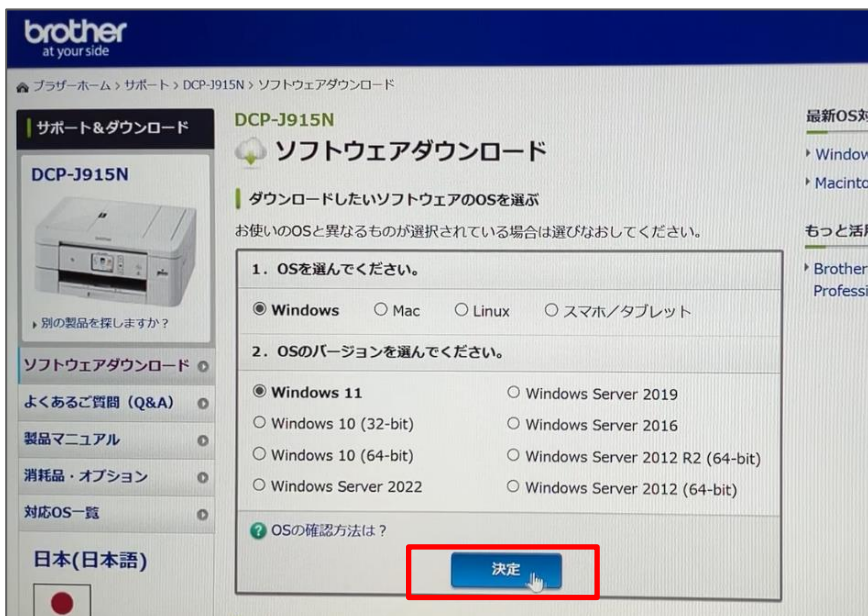 brother
at your side
ブラザーホーム › サポート › DCP-J915N › ソフトウェアダウンロード
サポート&ダウンロード
DCP-J915N
別の製品を探しますか?
ソフトウェアダウンロード
よくあるご質問(Q&A)
製品マニュアル
消耗品・オプション
対応OS一覧
日本(日本語)
DCP-J915N
ソフトウェアダウンロード
ダウンロードしたいソフトウェアのOSを選ぶ
お使いのOSと異なるものが選択されている場合は選びなおしてください。
1. OSを選んでください。
Windows Mac Linux スマホ/タブレット
2. OSのバージョンを選んでください。
Windows 11 Windows Server 2019
Windows 10 (32-bit) Windows Server 2016
Windows 10 (64-bit) Windows Server 2012 R2 (64-bit)
Windows Server 2022 Windows Server 2012 (64-bit)
? OSの確認方法は?
決定
最新OS
Window
Macinto
もっと活
Brother
Professi